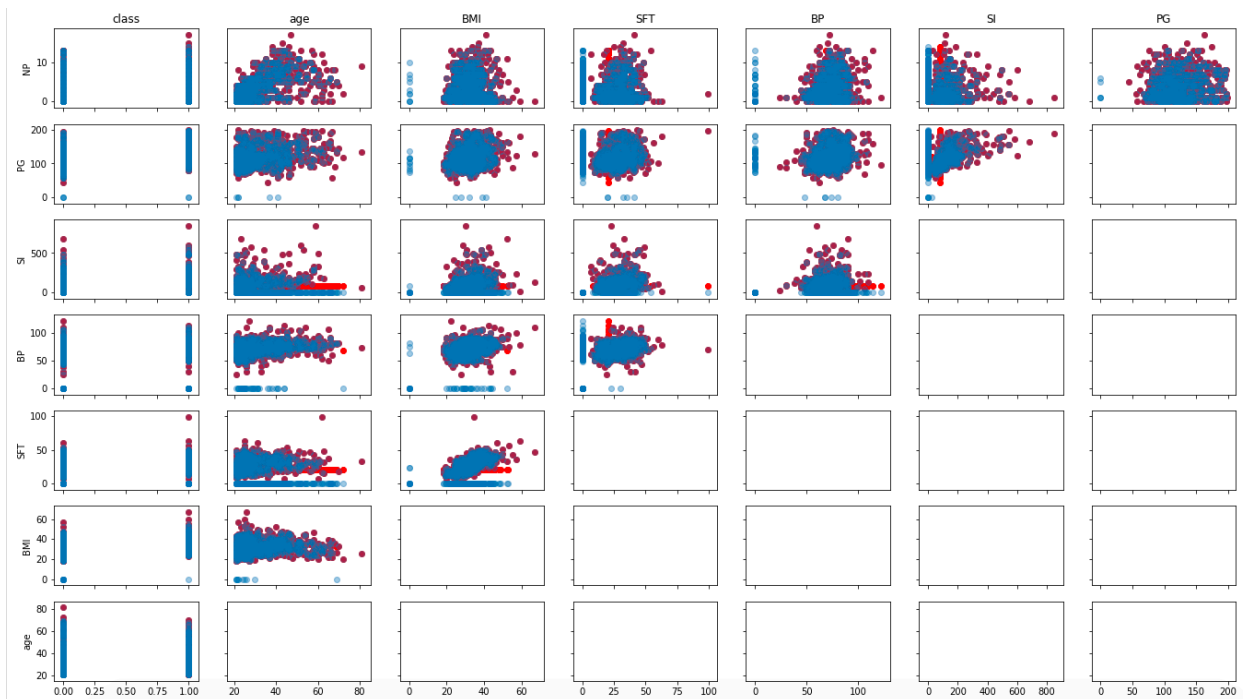 class age BMI SFT BP SI PG
NP 10 0
PG 200 100 0
SI 500 0
BP 100 50 0
SFT 100 50 0
BMI 60 40 20 0
age 80 60 40 20
0.00 0.25 0.50 0.75 1.00 20 40 60 80 0 20 40 60 0 25 50 75 100 0 50 100 0 200 400 600 800 0 50 100 150 200